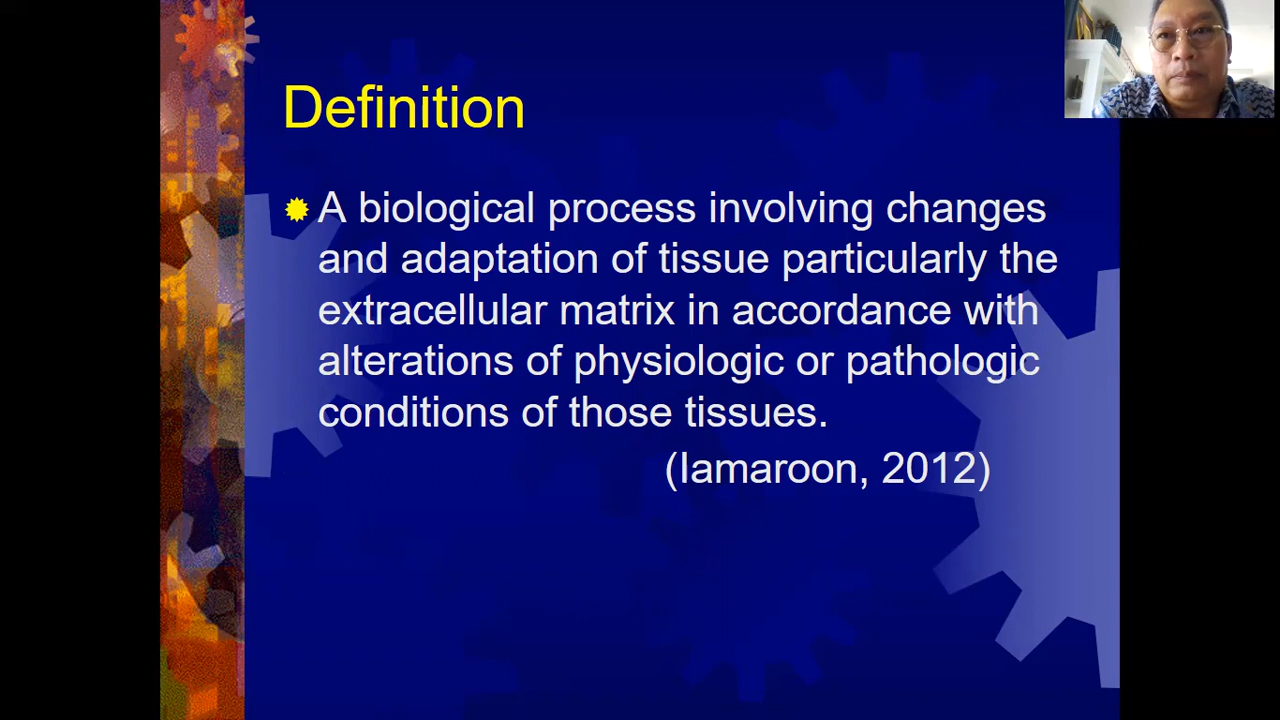 Definition
A biological process involving changes
and adaptation of tissue particularly the
extracellular matrix in accordance with
alterations of physiologic or pathologic
conditions of those tissues.
(Iamaroon, 2012)